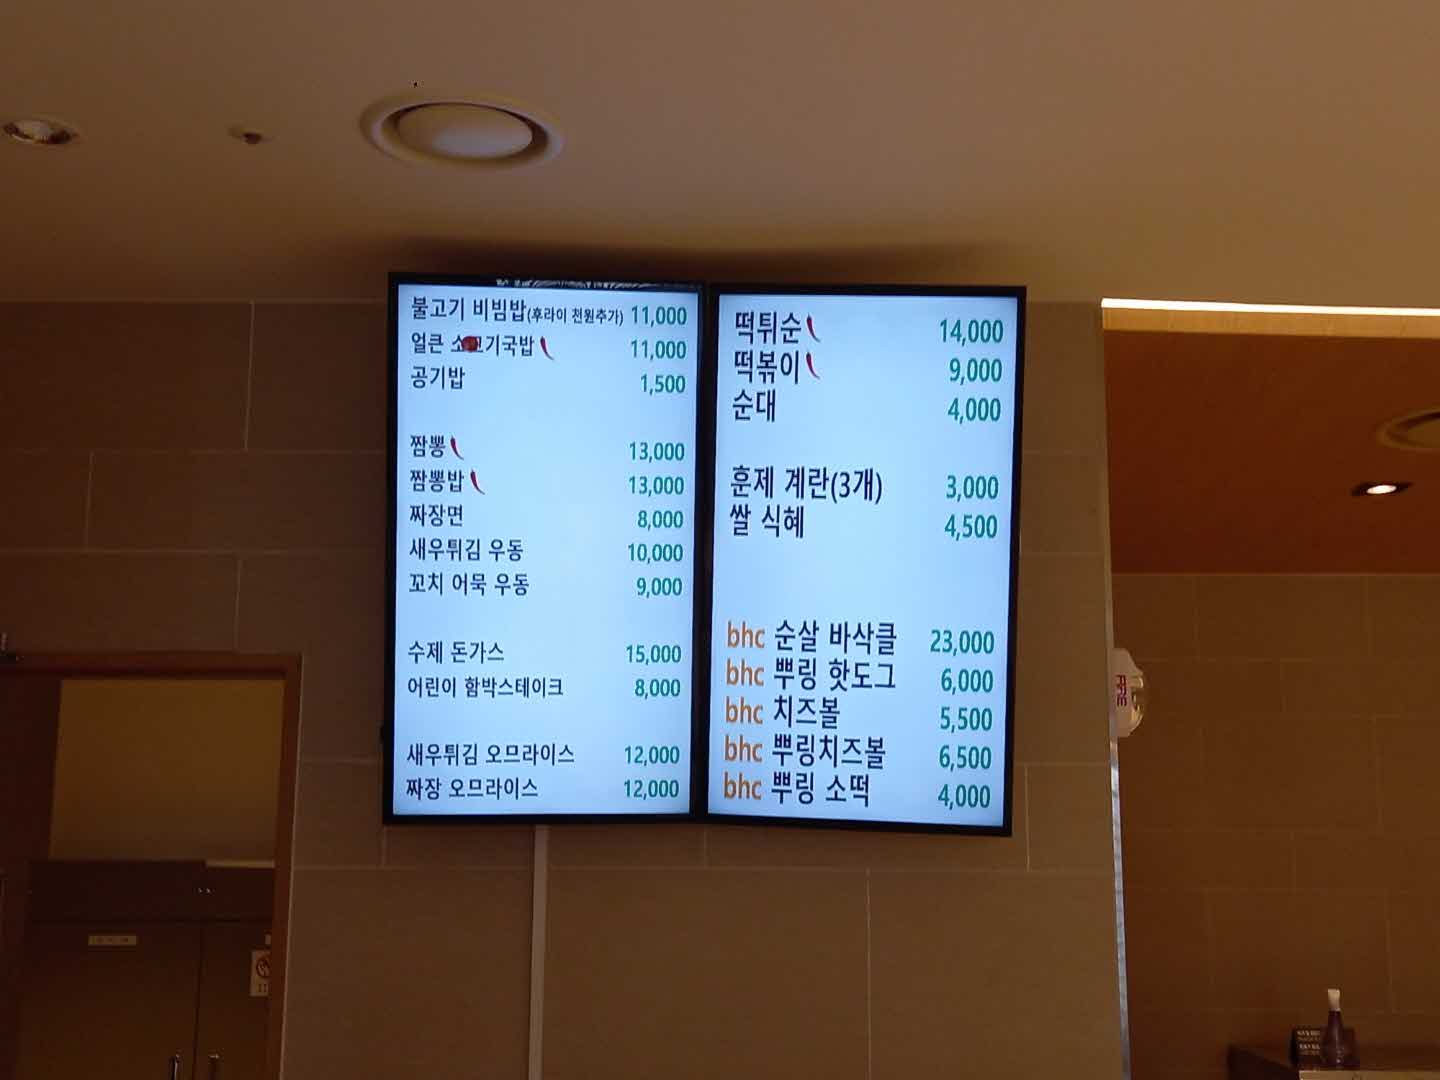 불고기 비빔밥(후라이 천원추가) 11,000
얼큰 소고기국밥 11,000
공기밥 1,500
짬뽕 13,000
짬뽕밥 13,000
짜장면 8,000
새우튀김 우동 10,000
꼬치 어묵 우동 9,000
수제 돈가스 15,000
어린이 함박스테이크 8,000
새우튀김 오므라이스 12,000
짜장 오므라이스 12,000
떡튀순 14,000
떡볶이 9,000
순대 4,000
훈제 계란(3개) 3,000
쌀 식혜 4,500
bhc 순살 바삭클 23,000
bhc 뿌링 핫도그 6,000
bhc 치즈볼 5,500
bhc 뿌링치즈볼 6,500
bhc 뿌링 소떡 4,000
FIRE